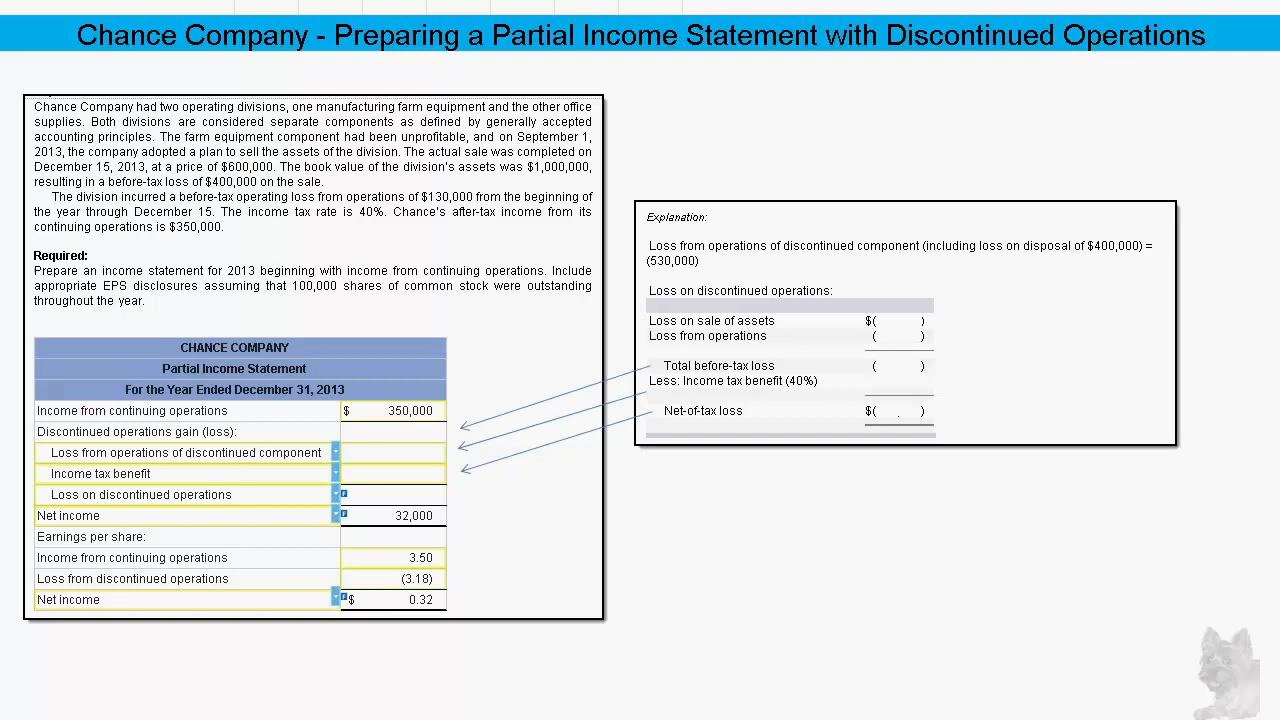 Chance Company - Preparing a Partial Income Statement with Discontinued Operations
Chance Company had two operating divisions, one manufacturing farm equipment and the other office
supplies. Both divisions are considered separate components as defined by generally accepted
accounting principles. The farm equipment component had been unprofitable, and on September 1,
2013, the company adopted a plan to sell the assets of the division. The actual sale was completed on
December 15, 2013, at a price of $600,000. The book value of the division's assets was $1,000,000,
resulting in a before-tax loss of $400,000 on the sale.
The division incurred a before-tax operating loss from operations of $130,000 from the beginning of
the year through December 15. The income tax rate is 40%. Chance's after-tax income from its
continuing operations is $350,000.
Required:
Prepare an income statement for 2013 beginning with income from continuing operations. Include
appropriate EPS disclosures assuming that 100,000 shares of common stock were outstanding
throughout the year.
CHANCE COMPANY
Partial Income Statement
For the Year Ended December 31, 2013
Income from continuing operations $ 350,000
Discontinued operations gain (loss):
Loss from operations of discontinued component
Income tax benefit
Loss on discontinued operations
Net income 32,000
Earnings per share:
Income from continuing operations 3.50
Loss from discontinued operations (3.18)
Net income $ 0.32
Explanation:
Loss from operations of discontinued component (including loss on disposal of $400,000) =
(530,000)
Loss on discontinued operations:
Loss on sale of assets $( )
Loss from operations ( )
Total before-tax loss ( )
Less: Income tax benefit (40%)
Net-of-tax loss $( . )